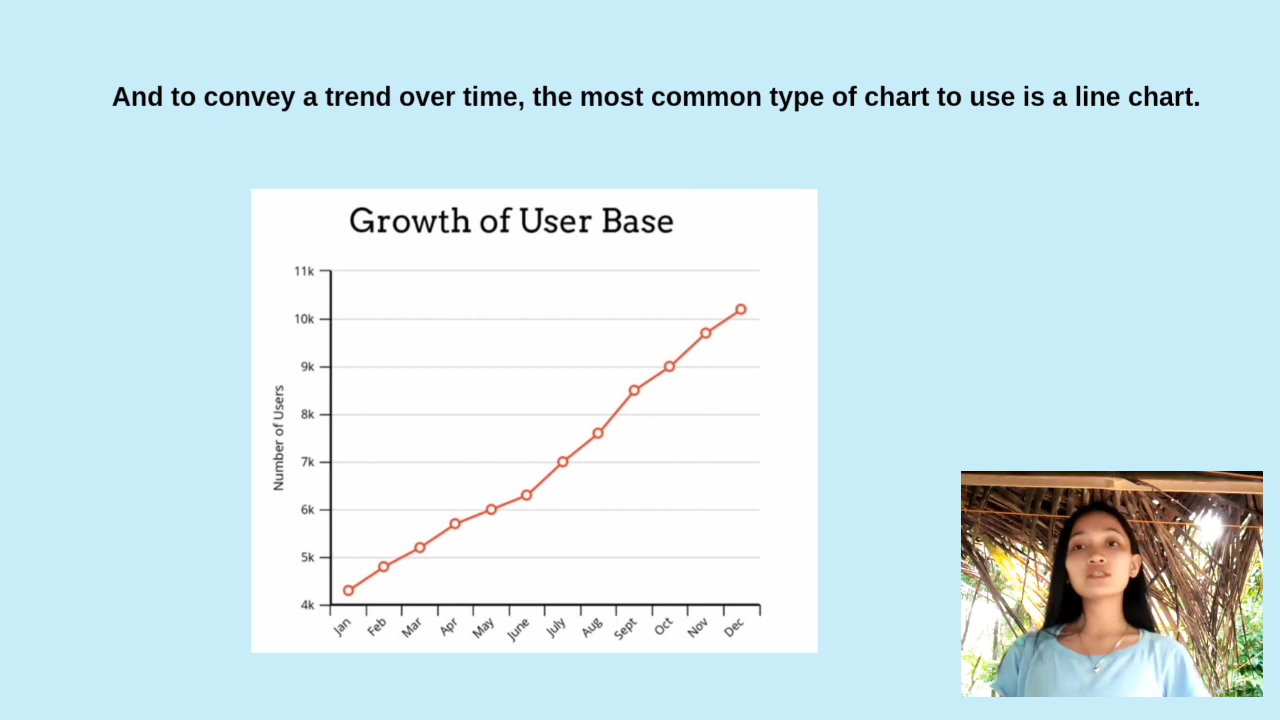 And to convey a trend over time, the most common type of chart to use is a line chart.
Growth of User Base
Number of Users
11k
10k
9k
8k
7k
6k
5k
4k
Jan Feb Mar Apr May June July Aug Sept Oct Nov Dec